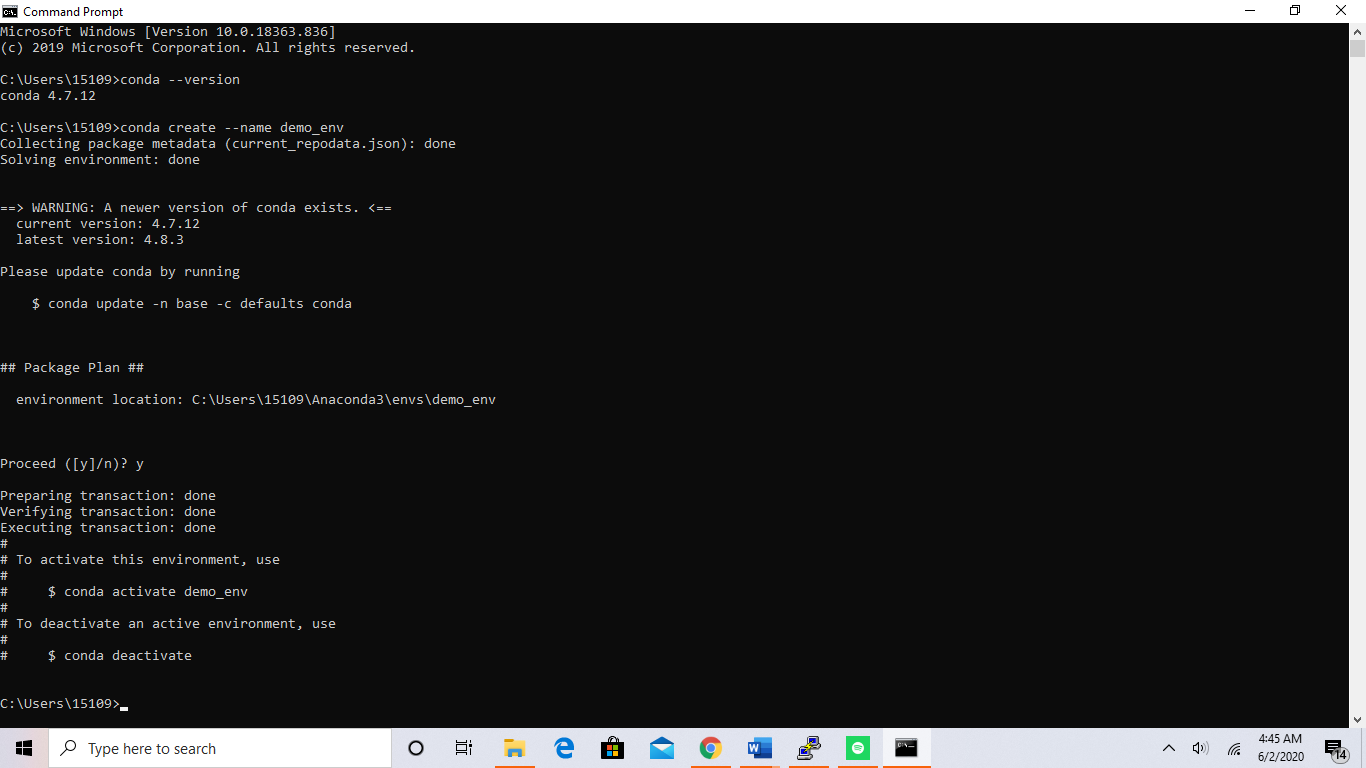 Command Prompt
Microsoft Windows [Version 10.0.18363.836]
(c) 2019 Microsoft Corporation. All rights reserved.
C:\Users\15109>conda --version
conda 4.7.12
C:\Users\15109>conda create --name demo_env
Collecting package metadata (current_repodata.json): done
Solving environment: done
==> WARNING: A newer version of conda exists. <==
  current version: 4.7.12
  latest version: 4.8.3
Please update conda by running
    $ conda update -n base -c defaults conda
## Package Plan ##
  environment location: C:\Users\15109\Anaconda3\envs\demo_env
Proceed ([y]/n)? y
Preparing transaction: done
Verifying transaction: done
Executing transaction: done
#
# To activate this environment, use
#
#     $ conda activate demo_env
#
# To deactivate an active environment, use
#
#     $ conda deactivate
C:\Users\15109>
Type here to search
4:45 AM
6/2/2020
14